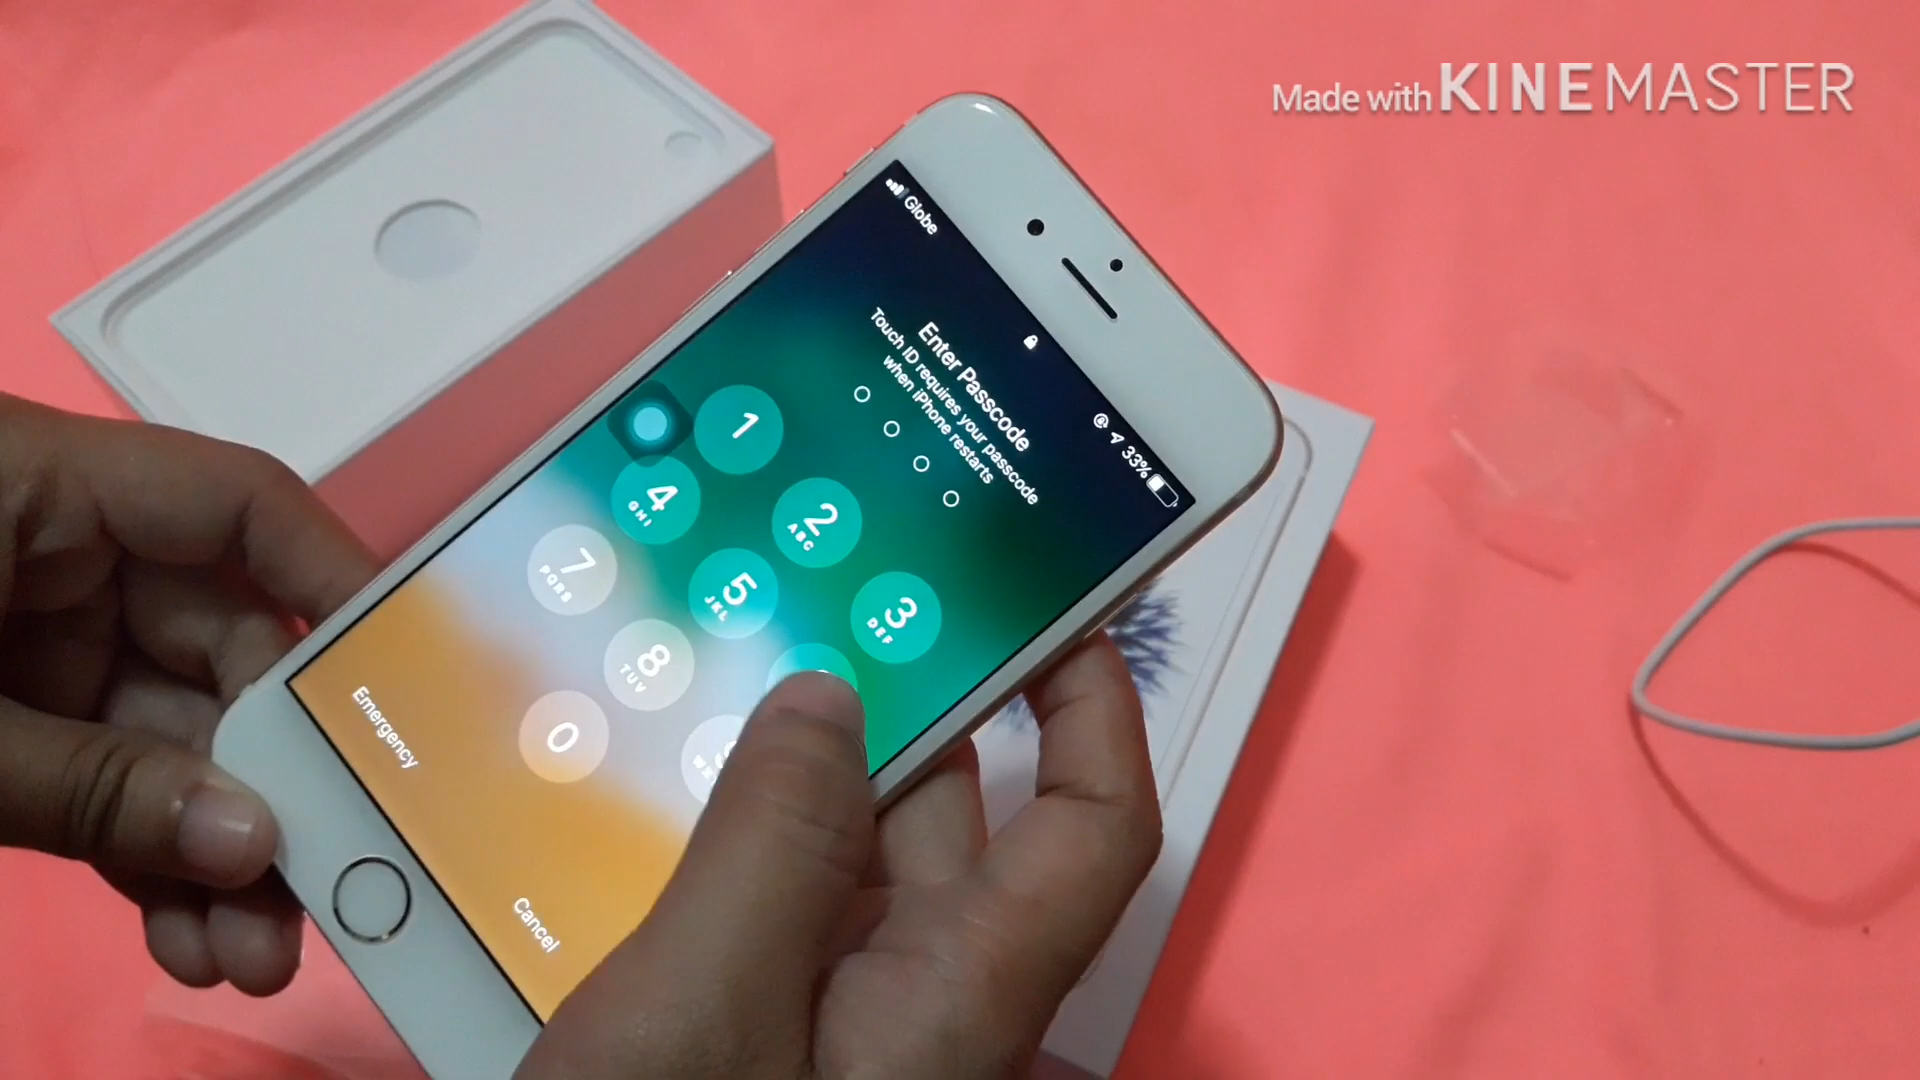 Made with KINEMASTER
Globe
33%
Enter Passcode
Touch ID requires your passcode
when iPhone restarts
1
2
ABC
3
DEF
4
GHI
5
JKL
7
PQRS
8
TUV
0
Emergency
Cancel